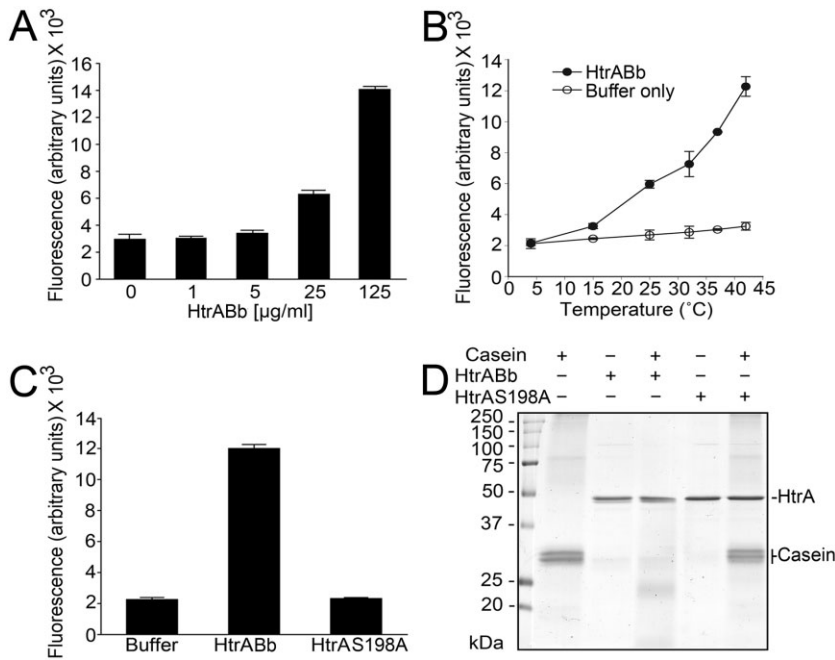 A
Fluorescence (arbitrary units) X 10³
16
14
12
10
8
6
4
2
0
0 1 5 25 125
HtrABb [µg/ml]
B
Fluorescence (arbitrary units) X 10³
14
12
10
8
6
4
2
0
HtrABb
Buffer only
0 5 10 15 20 25 30 35 40 45
Temperature (˚C)
C
Fluorescence (arbitrary units) X 10³
14
12
10
8
6
4
2
0
Buffer HtrABb HtrAS198A
D
Casein + – + – +
HtrABb – + + – –
HtrAS198A – – – + +
250 -
150 -
100 -
75 -
50 -
37 -
25 -
20 -
kDa
-HtrA
Casein